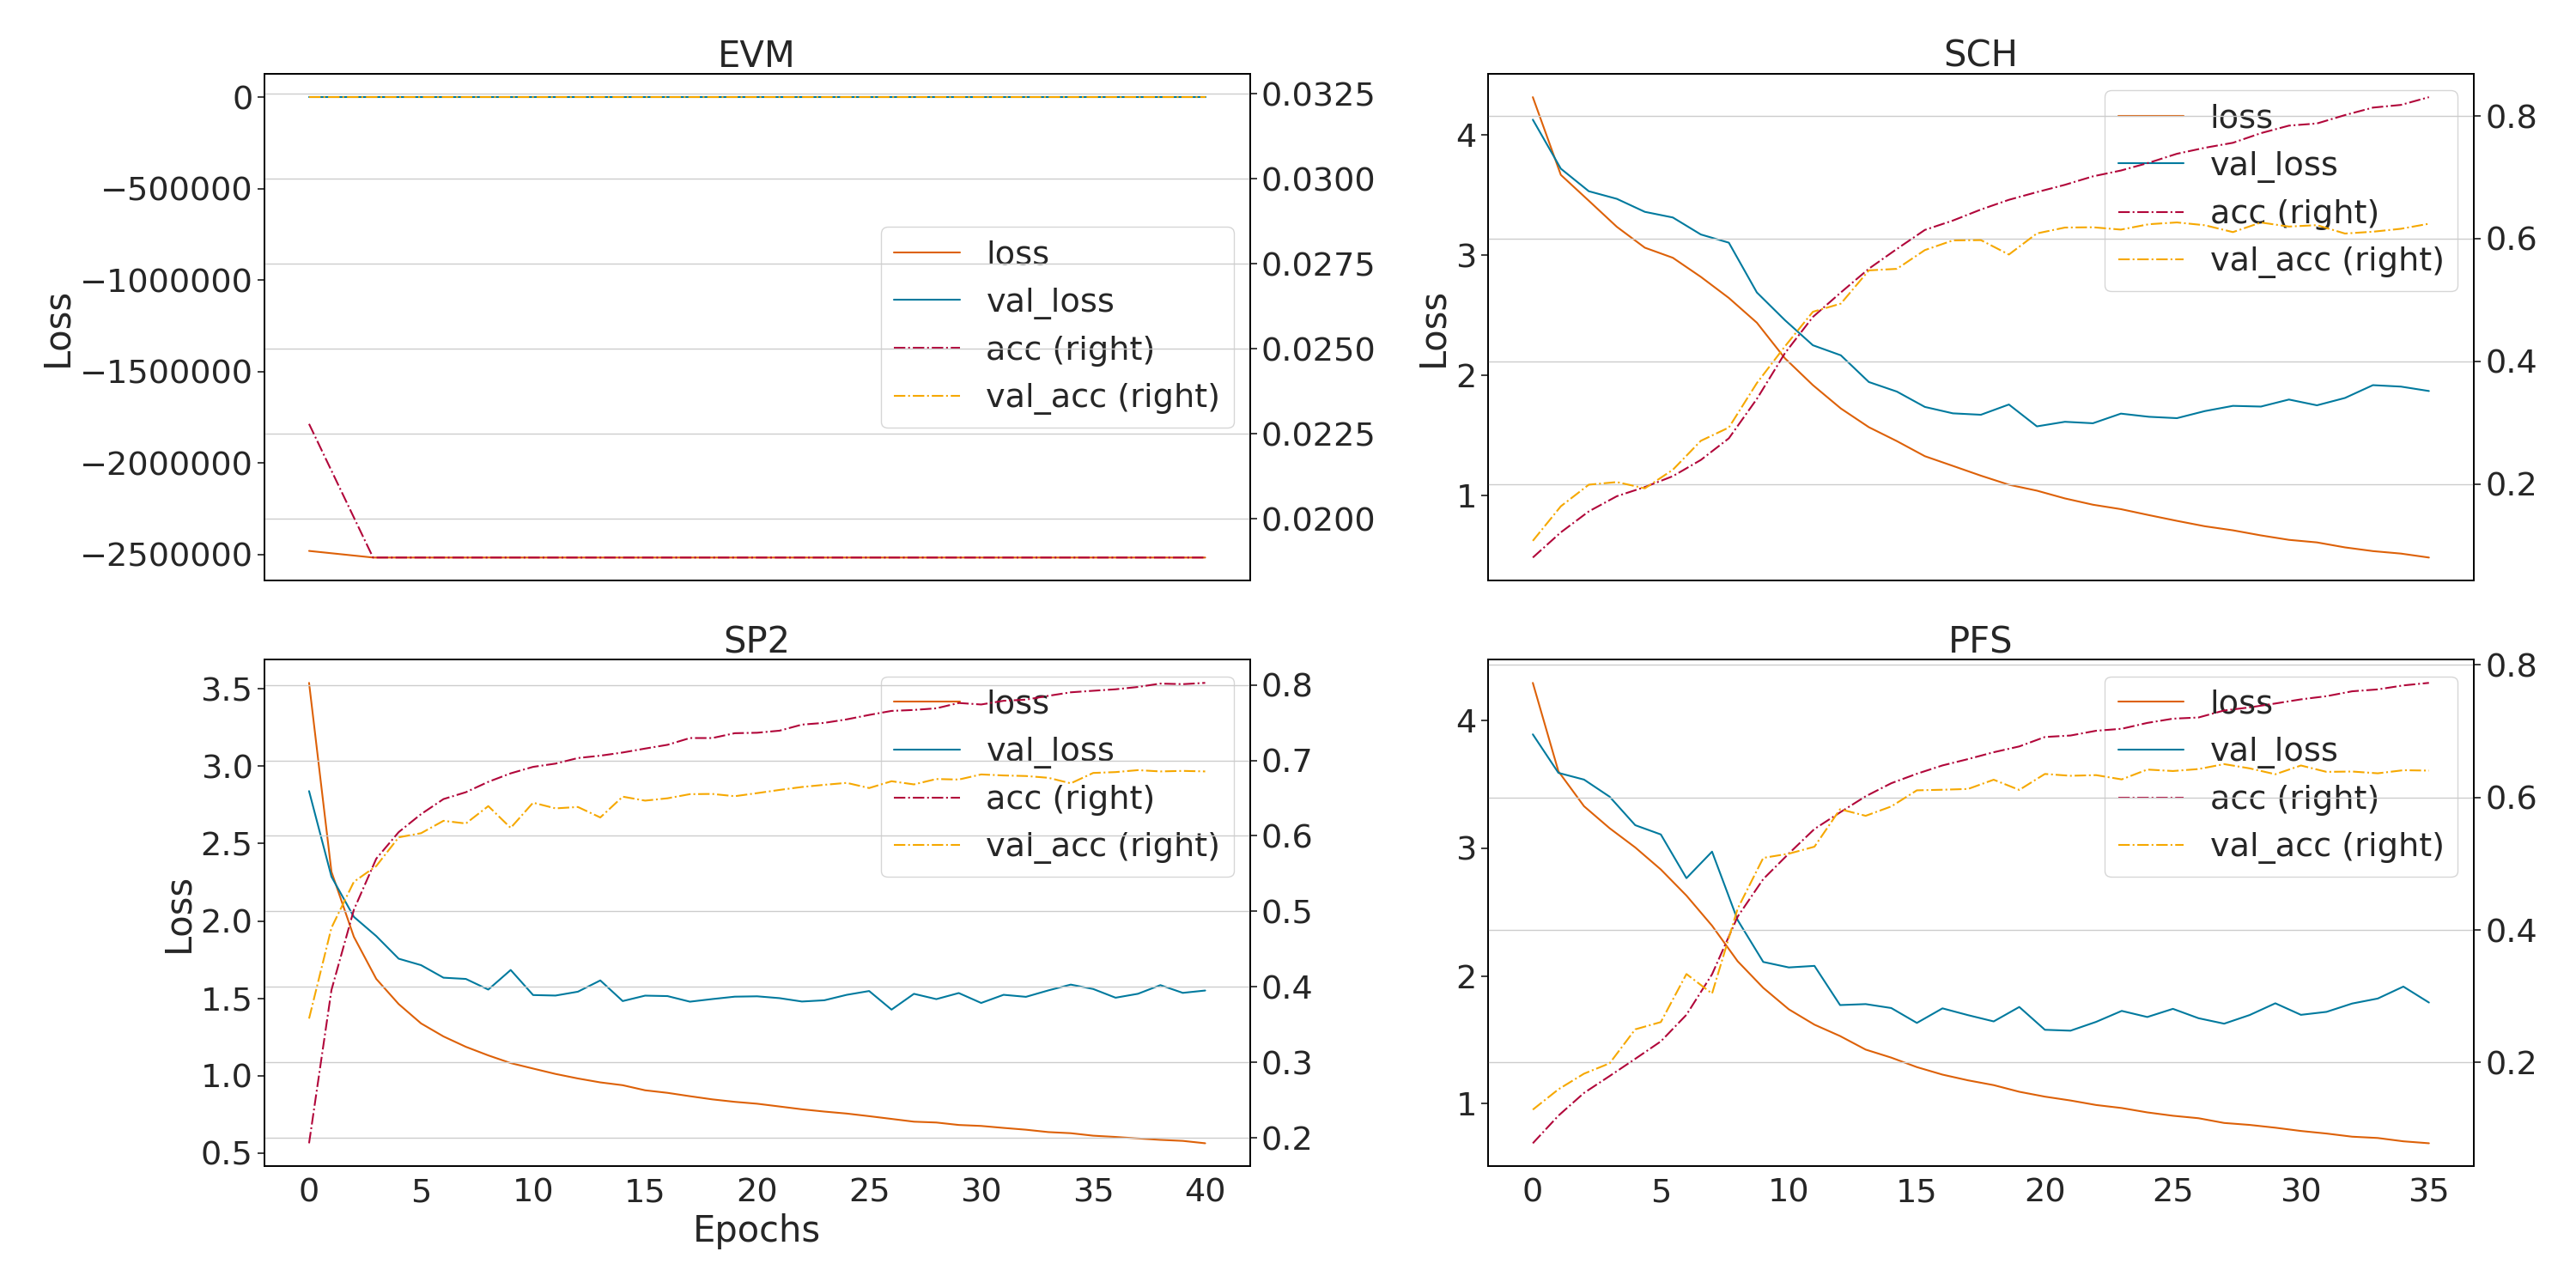 EVM
0
−500000
−1000000
−1500000
−2000000
−2500000
Loss
0.0325
0.0300
0.0275
0.0250
0.0225
0.0200
loss
val_loss
acc (right)
val_acc (right)
SCH
4
3
2
1
Loss
0.8
0.6
0.4
0.2
loss
val_loss
acc (right)
val_acc (right)
SP2
3.5
3.0
2.5
2.0
1.5
1.0
0.5
Loss
0.8
0.7
0.6
0.5
0.4
0.3
0.2
loss
val_loss
acc (right)
val_acc (right)
0 5 10 15 20 25 30 35 40
Epochs
PFS
4
3
2
1
0.8
0.6
0.4
0.2
loss
val_loss
acc (right)
val_acc (right)
0 5 10 15 20 25 30 35